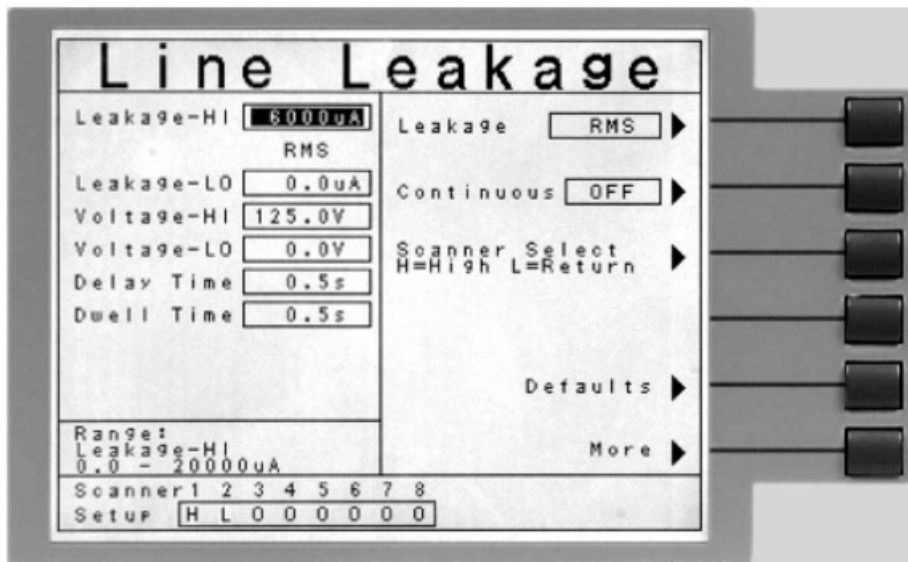 Line Leakage
Leakage-HI 6000uA
RMS
Leakage-LO 0.0uA
Voltage-HI 125.0V
Voltage-LO 0.0V
Delay Time 0.5s
Dwell Time 0.5s
Range:
Leakage-HI
0.0 - 20000uA
Leakage RMS
Continuous OFF
Scanner Select
H=High L=Return
Defaults
More
Scanner 1 2 3 4 5 6 7 8
Setup H L O O O O O O